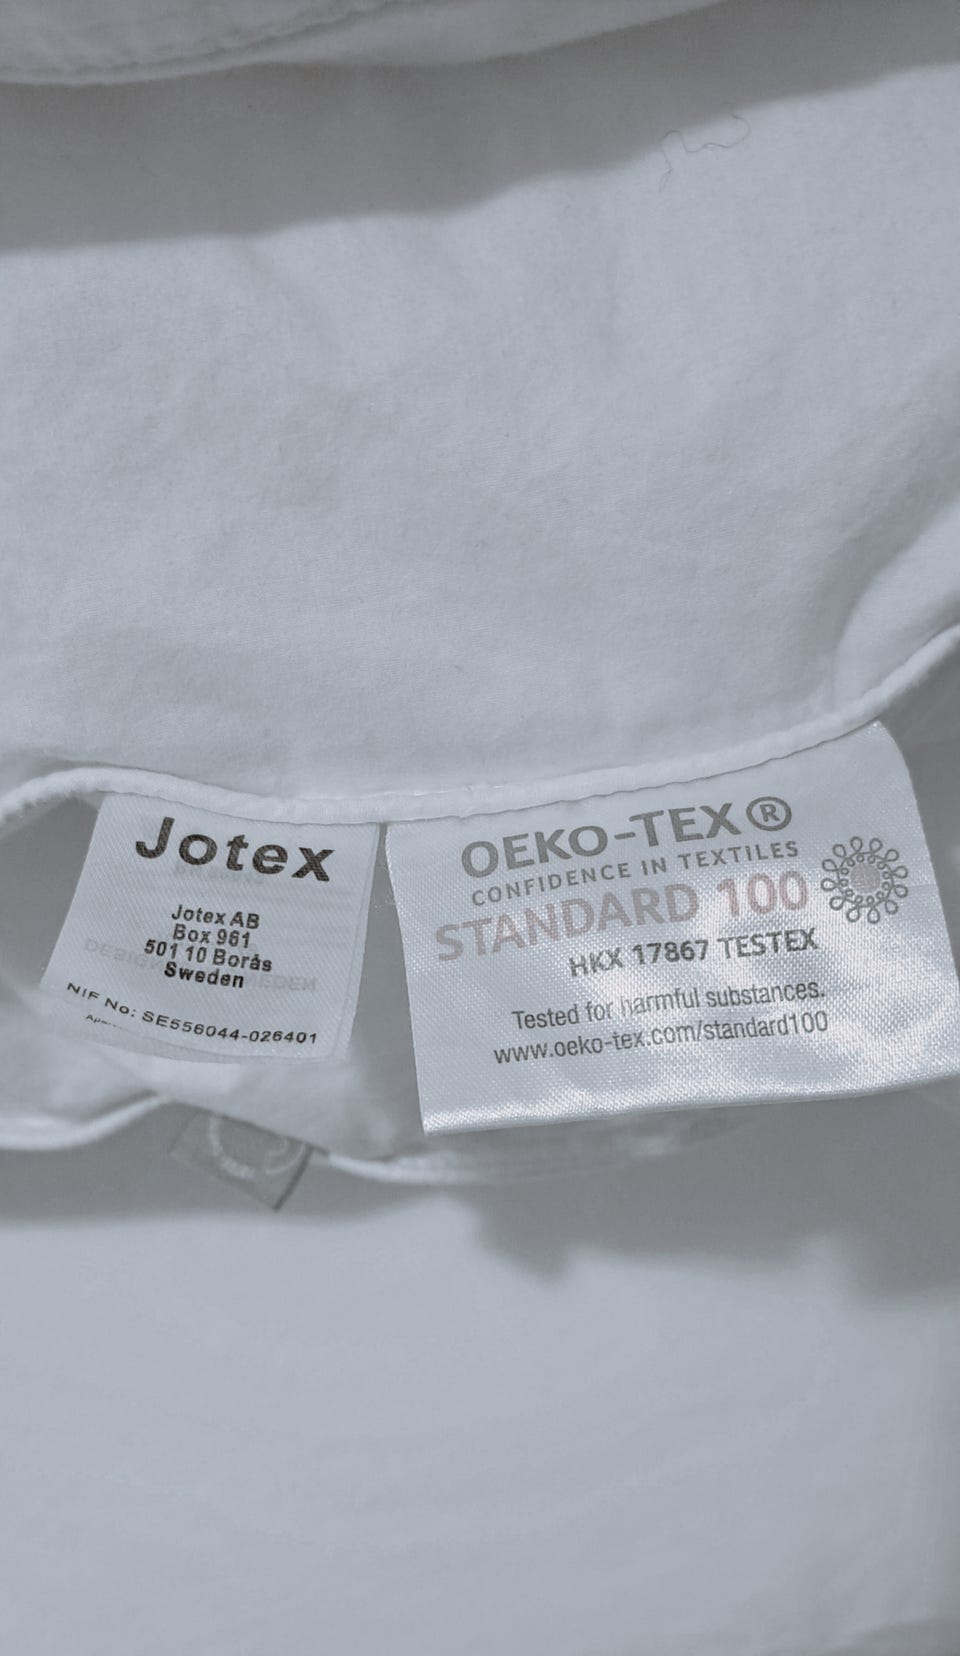 Jotex
Jotex AB
Box 961
501 10 Borås
Sweden
NIF No: SE556044-026401
OEKO-TEX®
CONFIDENCE IN TEXTILES
STANDARD 100
HKX 17867 TESTEX
Tested for harmful substances.
www.oeko-tex.com/standard100